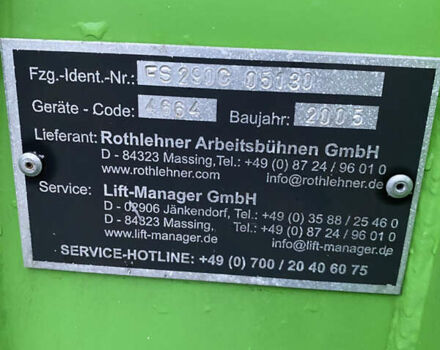 Fzg.-Ident.-Nr.: FS290C 05130
Geräte - Code: 4664 Baujahr: 2005
Lieferant: Rothlehner Arbeitsbühnen GmbH
D - 84323 Massing, Tel.: +49 (0) 87 24 / 96 01 0
www.rothlehner.com info@rothlehner.de
Service: Lift-Manager GmbH
D - 02906 Jänkendorf, Tel.: +49 (0) 35 88 / 25 46 0
D - 84323 Massing, Tel.: +49 (0) 87 24 / 96 01 0
www.lift-manager.de info@lift-manager.de
SERVICE-HOTLINE: +49 (0) 700 / 20 40 60 75